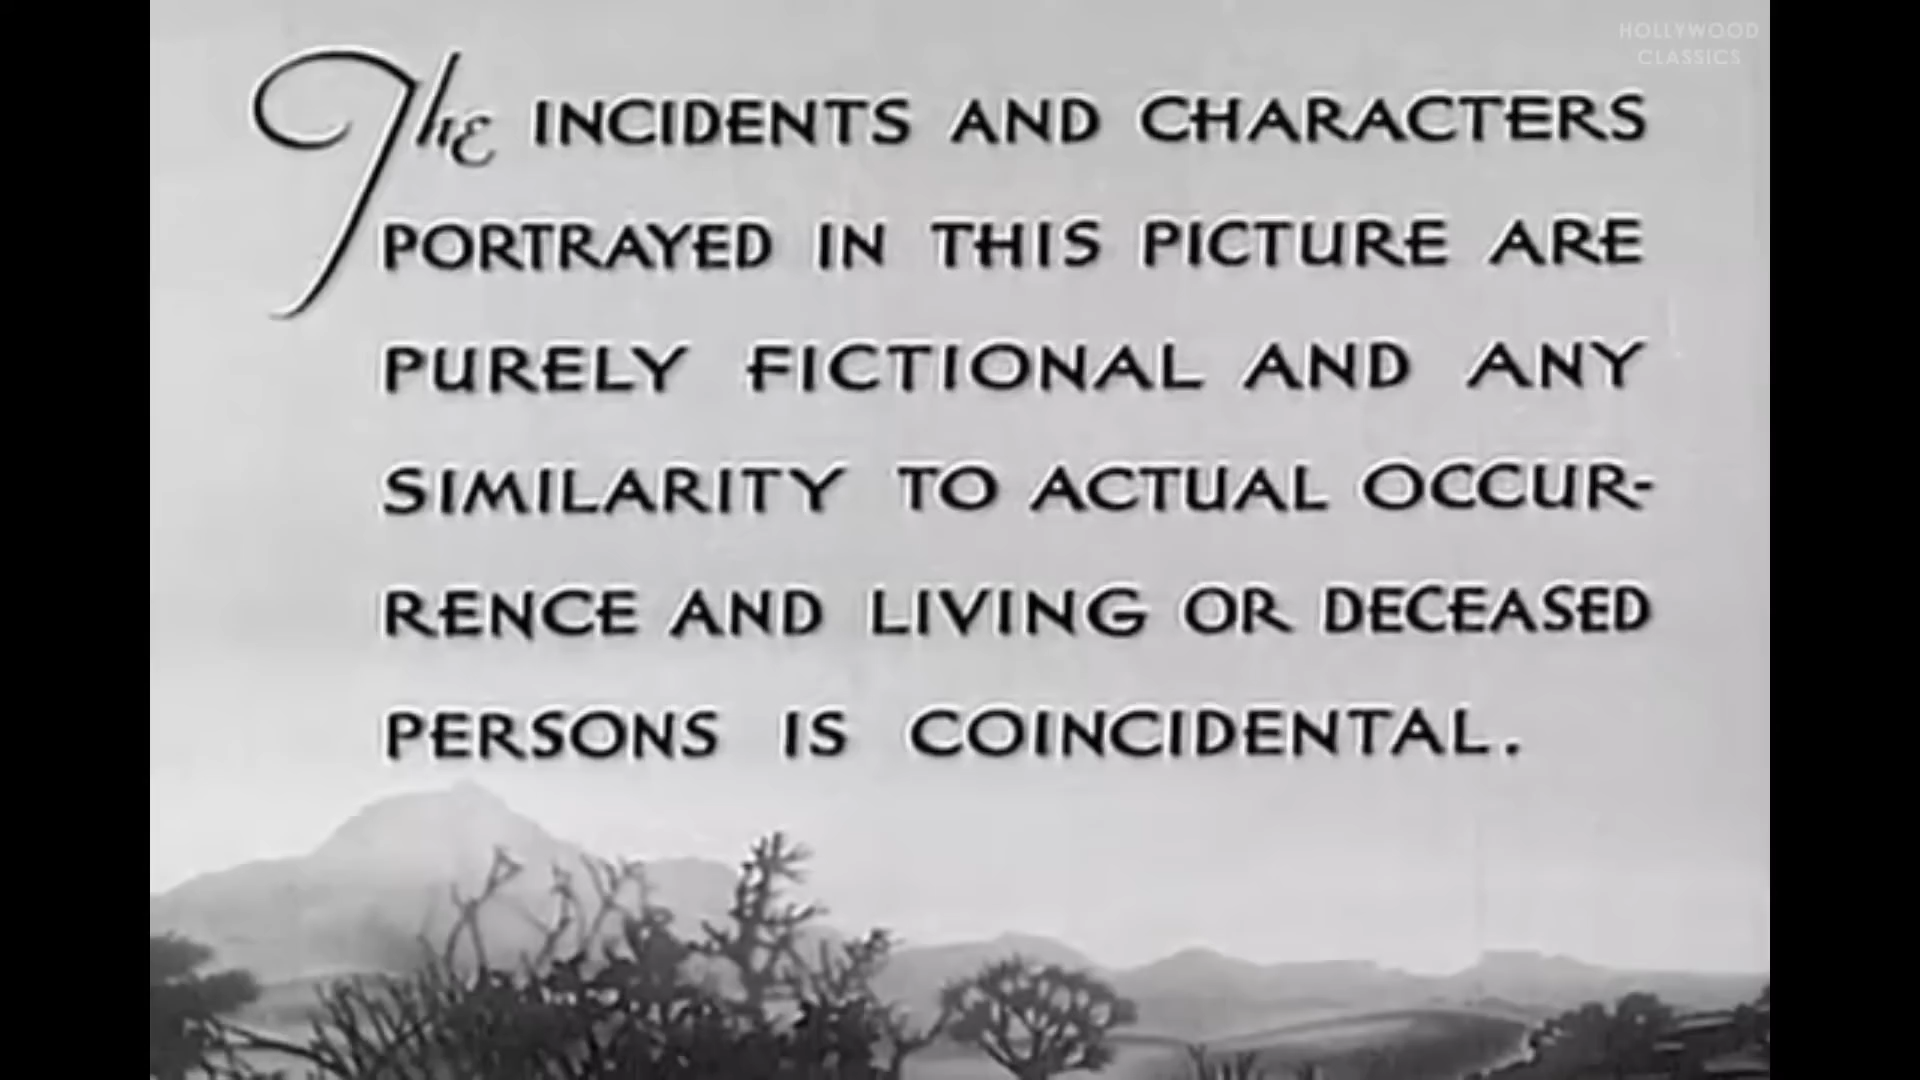 HOLLYWOOD
CLASSICS
The INCIDENTS AND CHARACTERS
PORTRAYED IN THIS PICTURE ARE
PURELY FICTIONAL AND ANY
SIMILARITY TO ACTUAL OCCUR-
RENCE AND LIVING OR DECEASED
PERSONS IS COINCIDENTAL.